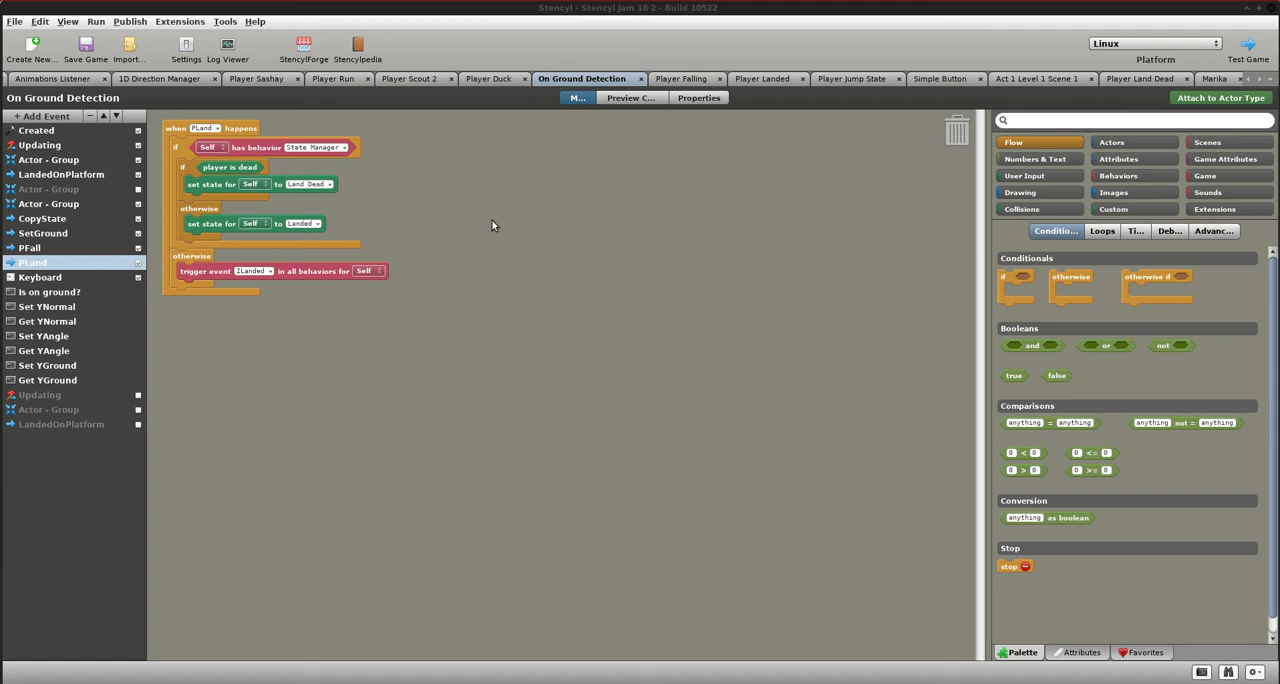 Stencyl - Stencyl Jam 18 2 - Build 10522
File Edit View Run Publish Extensions Tools Help
Create New... Save Game Import... Settings Log Viewer StencylForge Stencylpedia Linux Platform Test Game
Animations Listener 1D Direction Manager Player Sashay Player Run Player Scout 2 Player Duck On Ground Detection Player Falling Player Landed Player Jump State Simple Button Act 1 Level 1 Scene 1 Player Land Dead Marika
On Ground Detection M... Preview C... Properties Attach to Actor Type
+ Add Event
Created
Updating
Actor - Group
LandedOnPlatform
Actor - Group
Actor - Group
CopyState
SetGround
PFall
PLand
Keyboard
Is on ground?
Set YNormal
Get YNormal
Set YAngle
Get YAngle
Set YGround
Get YGround
Updating
Actor - Group
LandedOnPlatform
when PLand happens
if Self has behavior State Manager
if player is dead
set state for Self to Land Dead
otherwise
set state for Self to Landed
otherwise
trigger event ILanded in all behaviors for Self
Flow Actors Scenes
Numbers & Text Attributes Game Attributes
User Input Behaviors Game
Drawing Images Sounds
Collisions Custom Extensions
Conditio... Loops Ti... Deb... Advanc...
Conditionals
if otherwise otherwise if
Booleans
and or not
true false
Comparisons
anything = anything anything not = anything
0 < 0 0 <= 0
0 > 0 0 >= 0
Conversion
anything as boolean
Stop
stop
Palette Attributes Favorites